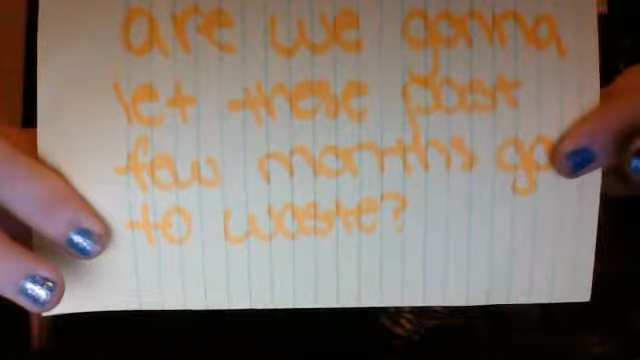 are we gonna
let these past
few months go
to waste?